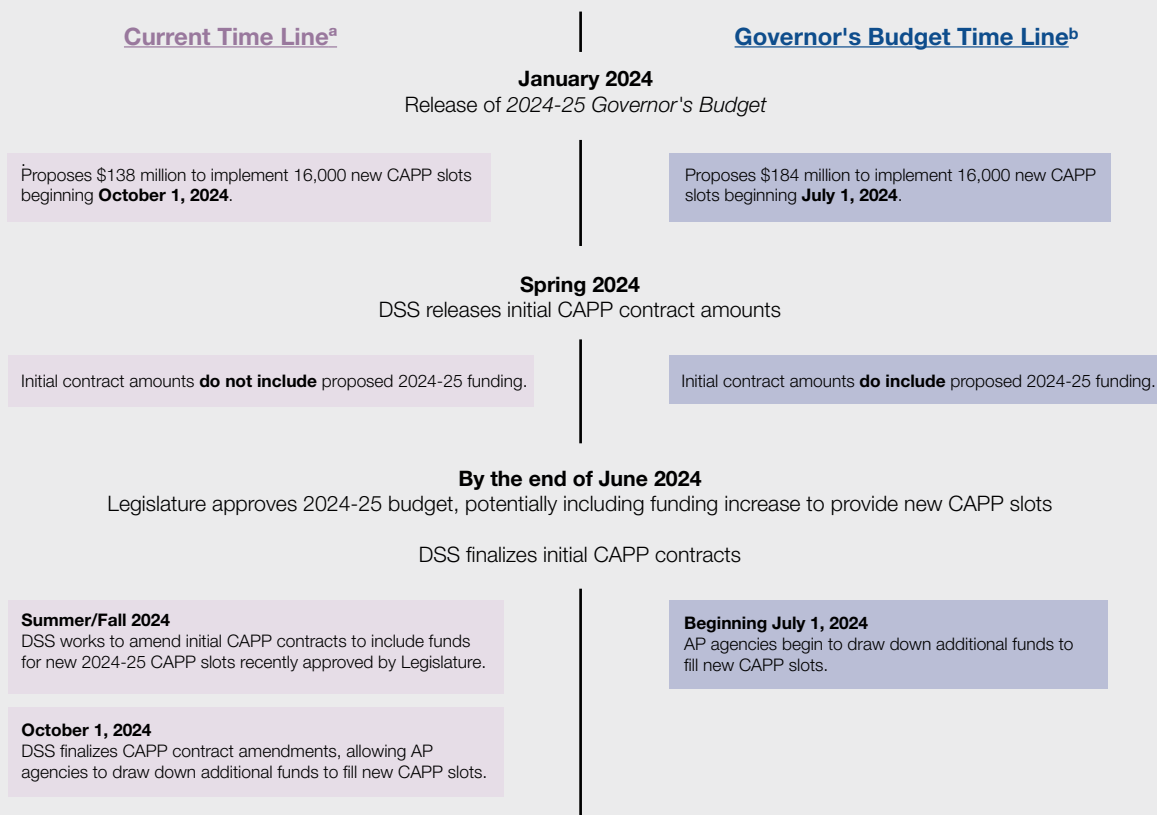 Current Time Lineᵃ
Governor's Budget Time Lineᵇ
January 2024
Release of 2024-25 Governor's Budget
Proposes $138 million to implement 16,000 new CAPP slots
beginning October 1, 2024.
Proposes $184 million to implement 16,000 new CAPP
slots beginning July 1, 2024.
Spring 2024
DSS releases initial CAPP contract amounts
Initial contract amounts do not include proposed 2024-25 funding.
Initial contract amounts do include proposed 2024-25 funding.
By the end of June 2024
Legislature approves 2024-25 budget, potentially including funding increase to provide new CAPP slots
DSS finalizes initial CAPP contracts
Summer/Fall 2024
DSS works to amend initial CAPP contracts to include funds
for new 2024-25 CAPP slots recently approved by Legislature.
Beginning July 1, 2024
AP agencies begin to draw down additional funds to
fill new CAPP slots.
October 1, 2024
DSS finalizes CAPP contract amendments, allowing AP
agencies to draw down additional funds to fill new CAPP slots.